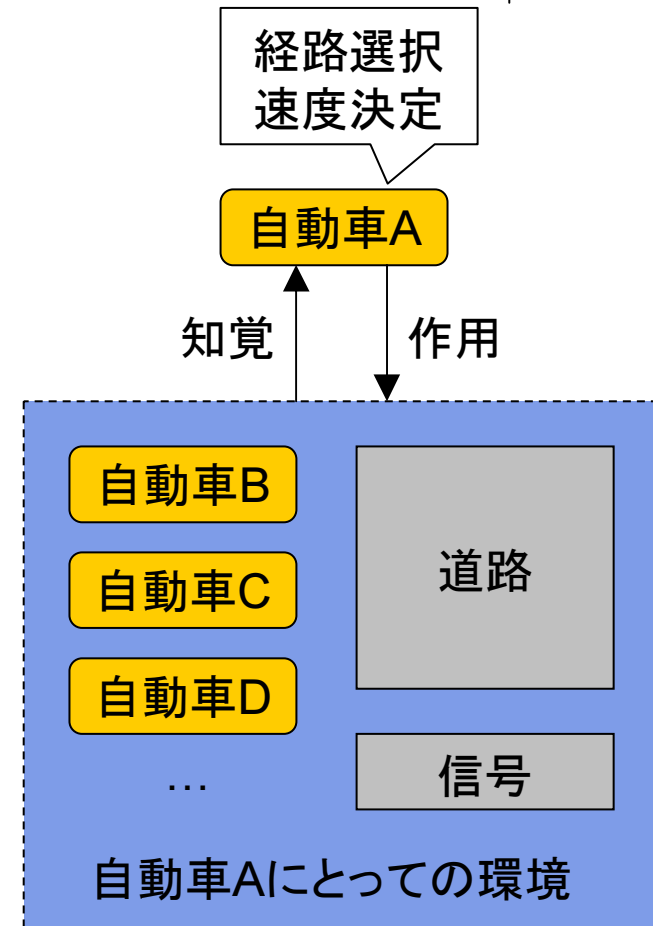 経路選択
速度決定
自動車A
知覚
作用
自動車B
自動車C
自動車D
…
道路
信号
自動車Aにとっての環境